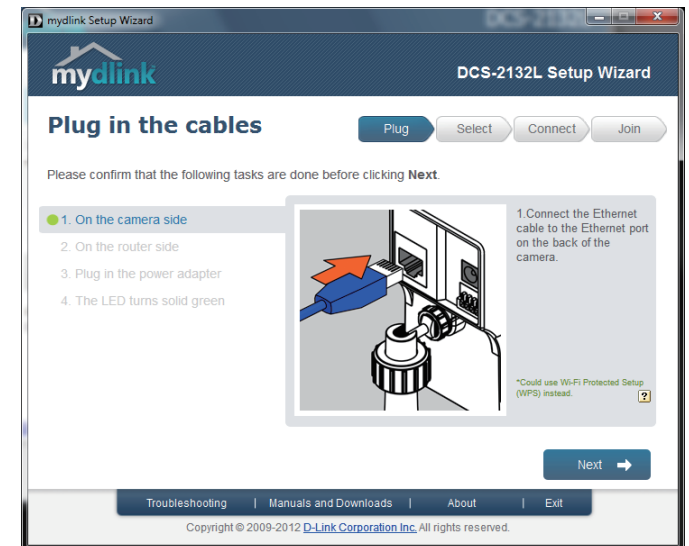 mydlink Setup Wizard
mydlink
DCS-2132L Setup Wizard
Plug in the cables
Plug
Select
Connect
Join
Please confirm that the following tasks are done before clicking Next.
1. On the camera side
2. On the router side
3. Plug in the power adapter
4. The LED turns solid green
1.Connect the Ethernet
cable to the Ethernet port
on the back of the
camera.
*Could use Wi-Fi Protected Setup
(WPS) instead.
?
Next
Troubleshooting | Manuals and Downloads | About | Exit
Copyright © 2009-2012 D-Link Corporation Inc. All rights reserved.